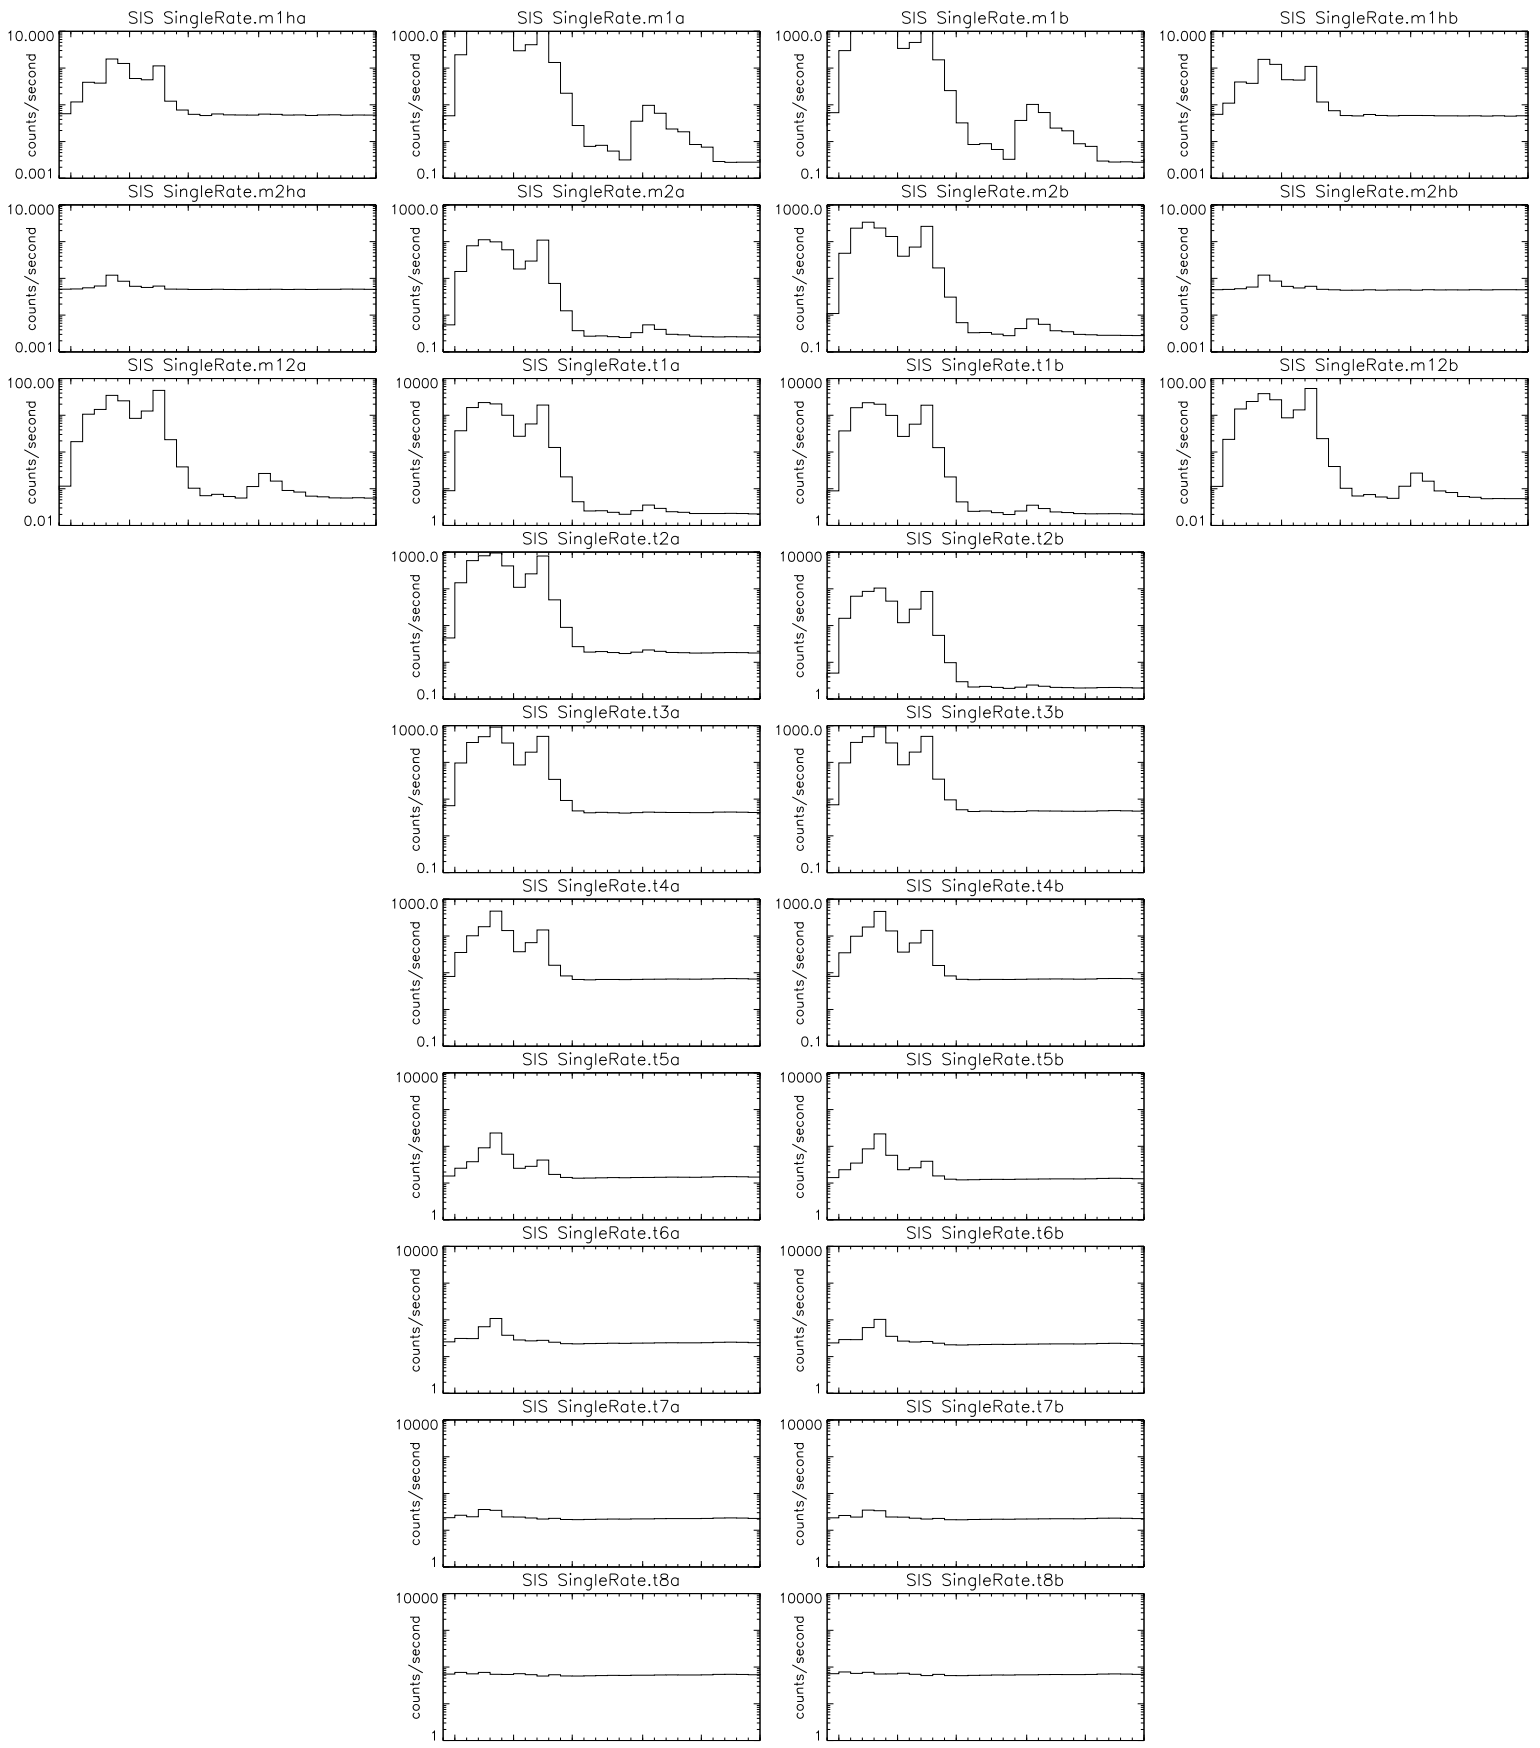 SIS SingleRate.m1ha SIS SingleRate.m1a SIS SingleRate.m1b SIS SingleRate.m1hb
10.000 1000.0 1000.0 10.000
counts/second counts/second counts/second counts/second
0.001 0.1 0.1 0.001
SIS SingleRate.m2ha SIS SingleRate.m2a SIS SingleRate.m2b SIS SingleRate.m2hb
10.000 1000.0 1000.0 10.000
counts/second counts/second counts/second counts/second
0.001 0.1 0.1 0.001
SIS SingleRate.m12a SIS SingleRate.t1a SIS SingleRate.t1b SIS SingleRate.m12b
100.00 10000 10000 100.00
counts/second counts/second counts/second counts/second
0.01 1 1 0.01
SIS SingleRate.t2a SIS SingleRate.t2b
1000.0 10000
counts/second counts/second
0.1 1
SIS SingleRate.t3a SIS SingleRate.t3b
1000.0 1000.0
counts/second counts/second
0.1 0.1
SIS SingleRate.t4a SIS SingleRate.t4b
1000.0 1000.0
counts/second counts/second
0.1 0.1
SIS SingleRate.t5a SIS SingleRate.t5b
10000 10000
counts/second counts/second
1 1
SIS SingleRate.t6a SIS SingleRate.t6b
10000 10000
counts/second counts/second
1 1
SIS SingleRate.t7a SIS SingleRate.t7b
10000 10000
counts/second counts/second
1 1
SIS SingleRate.t8a SIS SingleRate.t8b
10000 10000
counts/second counts/second
1 1